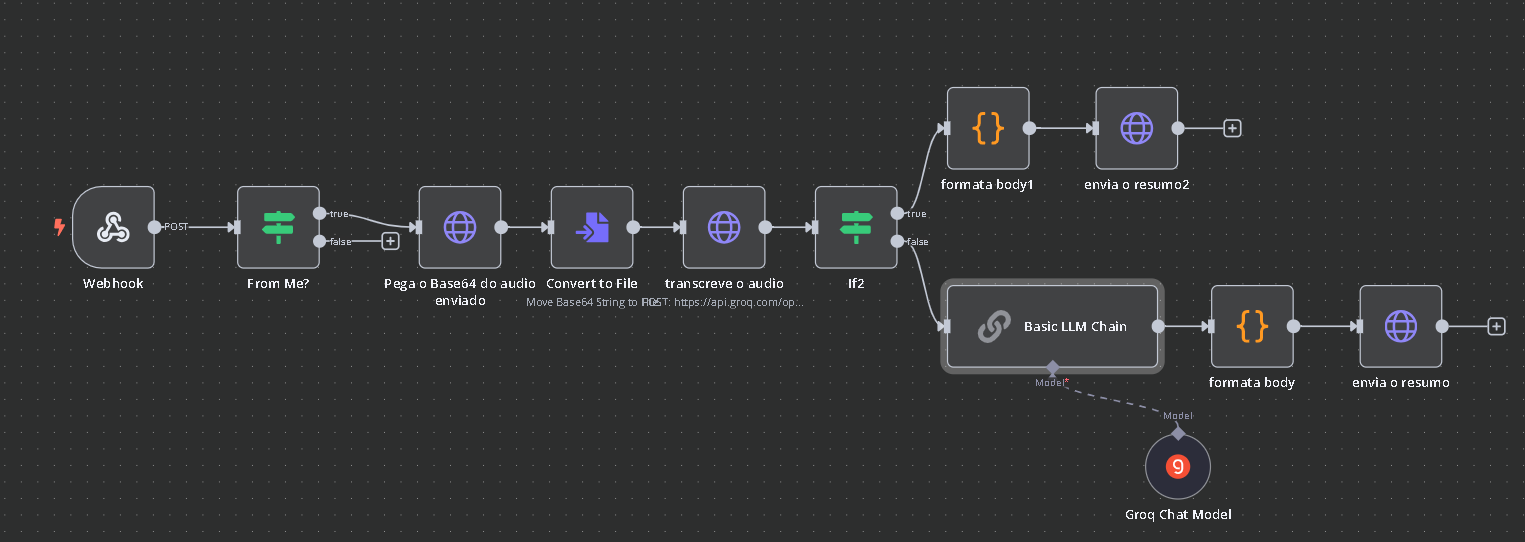 formata body1
envia o resumo2
POST
true
false
true
false
Webhook
From Me?
Pega o Base64 do audio
enviado
Convert to File
Move Base64 String to File
transcreve o audio
POST: https://api.groq.com/op...
If2
Basic LLM Chain
Model*
formata body
envia o resumo
Model
Groq Chat Model